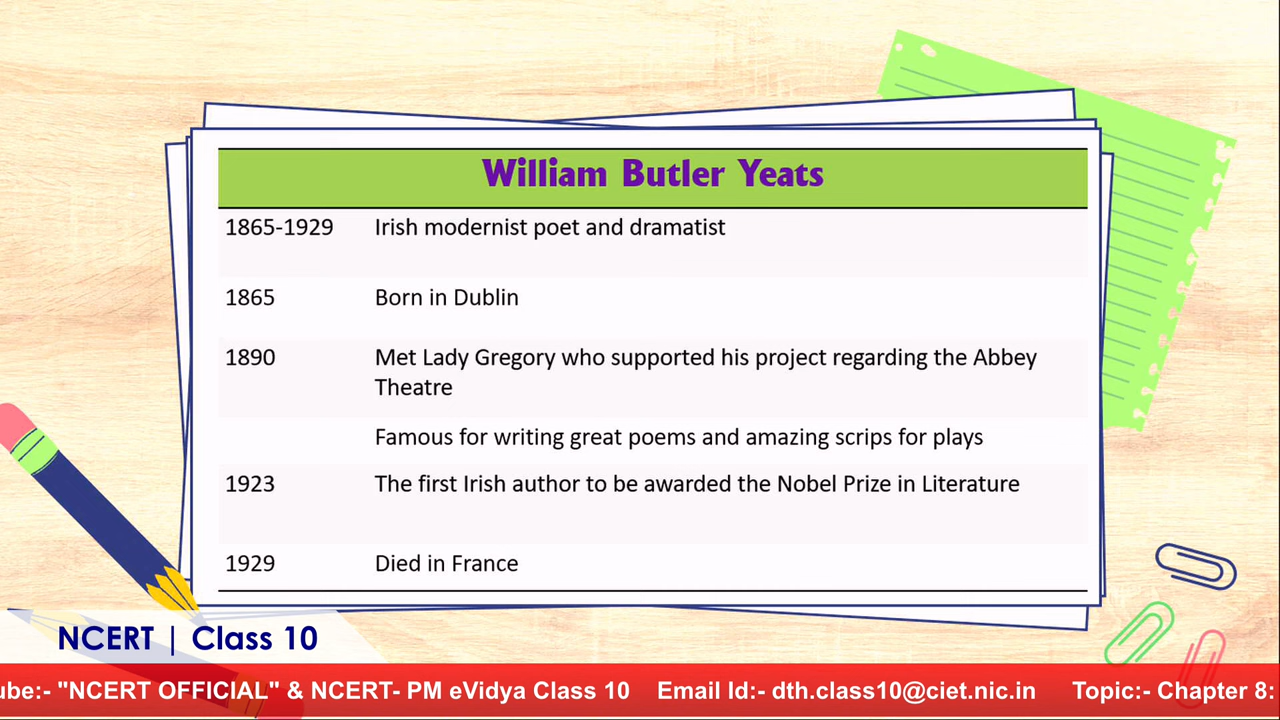 William Butler Yeats
1865-1929 Irish modernist poet and dramatist
1865 Born in Dublin
1890 Met Lady Gregory who supported his project regarding the Abbey
Theatre
Famous for writing great poems and amazing scrips for plays
1923 The first Irish author to be awarded the Nobel Prize in Literature
1929 Died in France
NCERT | Class 10
ube:- "NCERT OFFICIAL" & NCERT- PM eVidya Class 10 Email Id:- dth.class10@ciet.nic.in Topic:- Chapter 8: